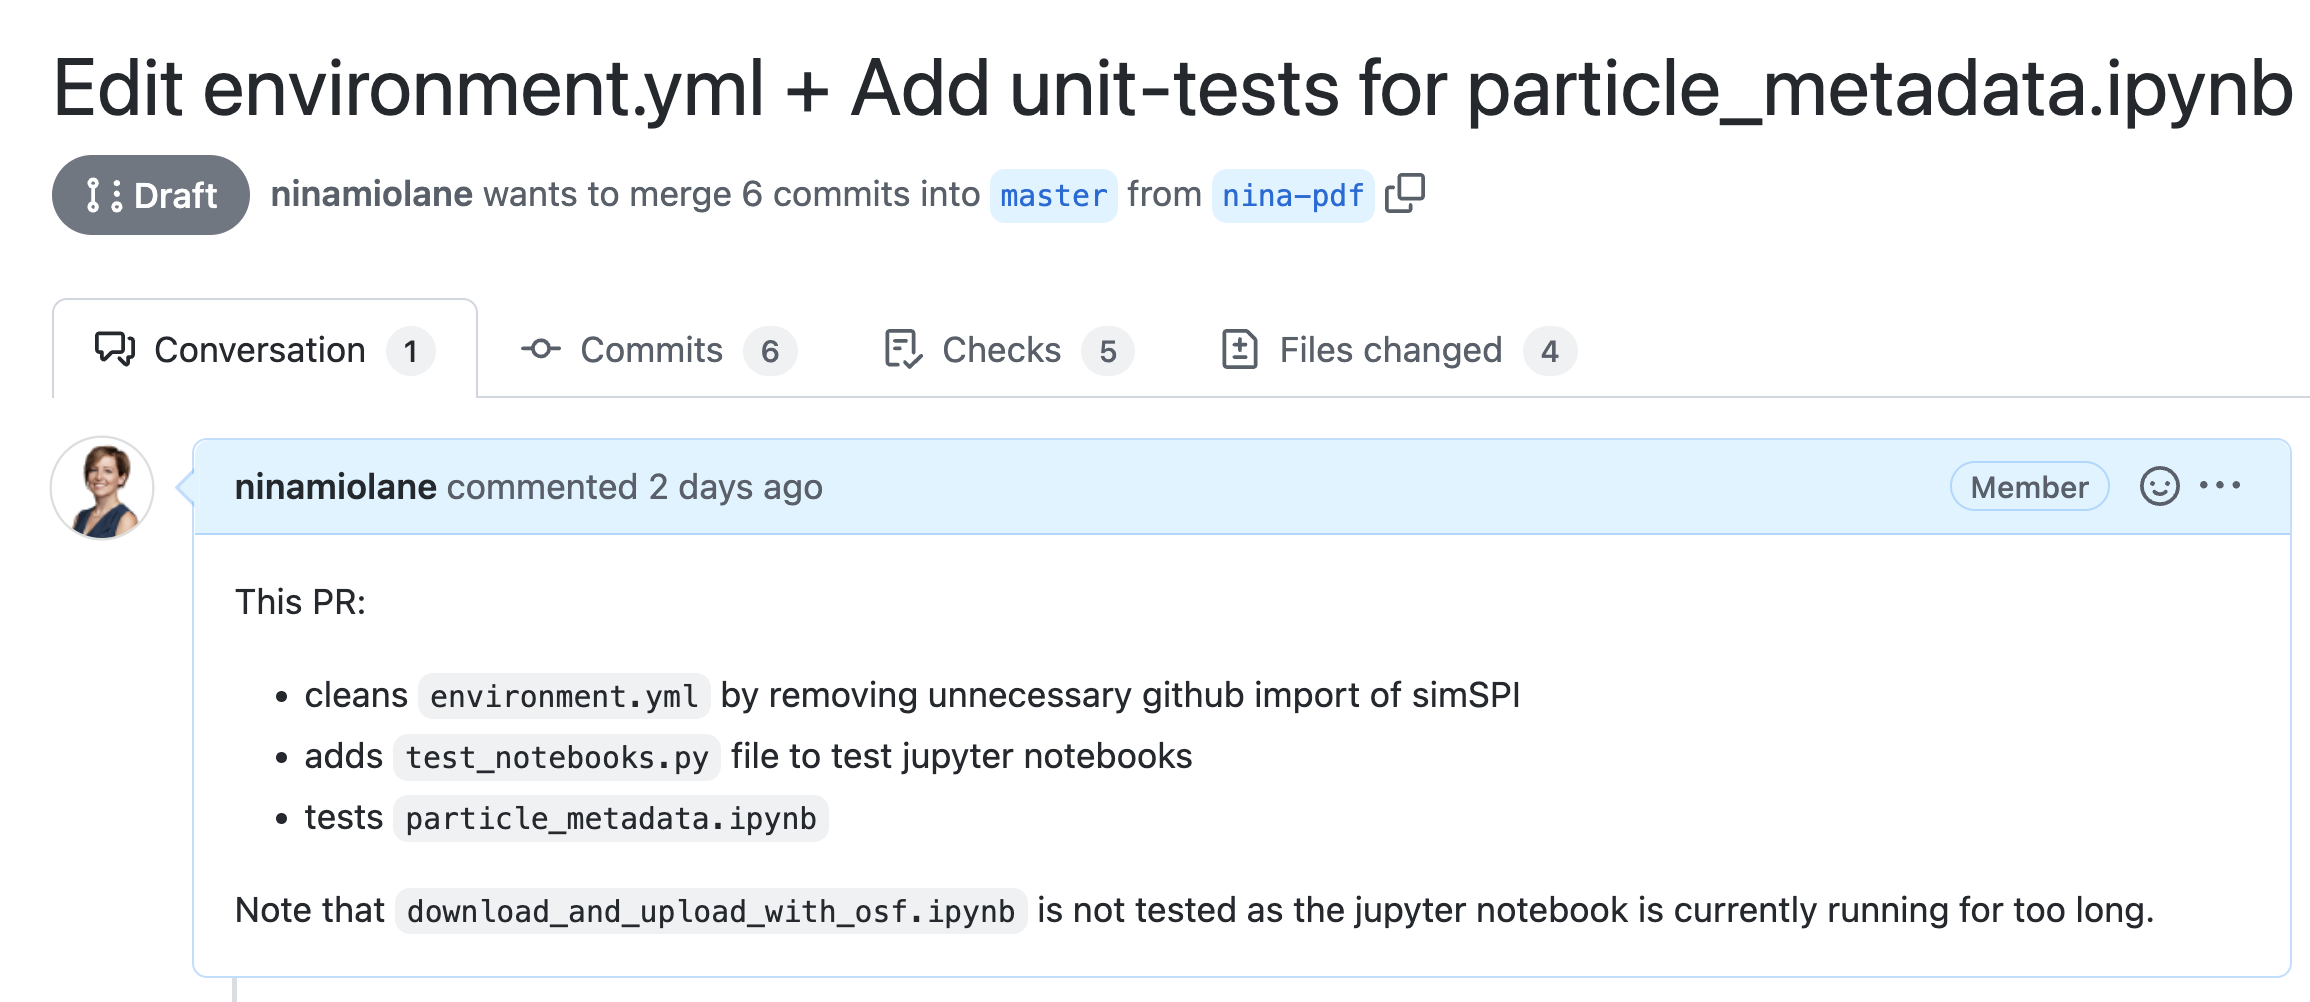 Edit environment.yml + Add unit-tests for particle_metadata.ipynb
Draft ninamiolane wants to merge 6 commits into master from nina-pdf
Conversation 1 Commits 6 Checks 5 Files changed 4
ninamiolane commented 2 days ago Member
This PR:
• cleans environment.yml by removing unnecessary github import of simSPI
• adds test_notebooks.py file to test jupyter notebooks
• tests particle_metadata.ipynb
Note that download_and_upload_with_osf.ipynb is not tested as the jupyter notebook is currently running for too long.